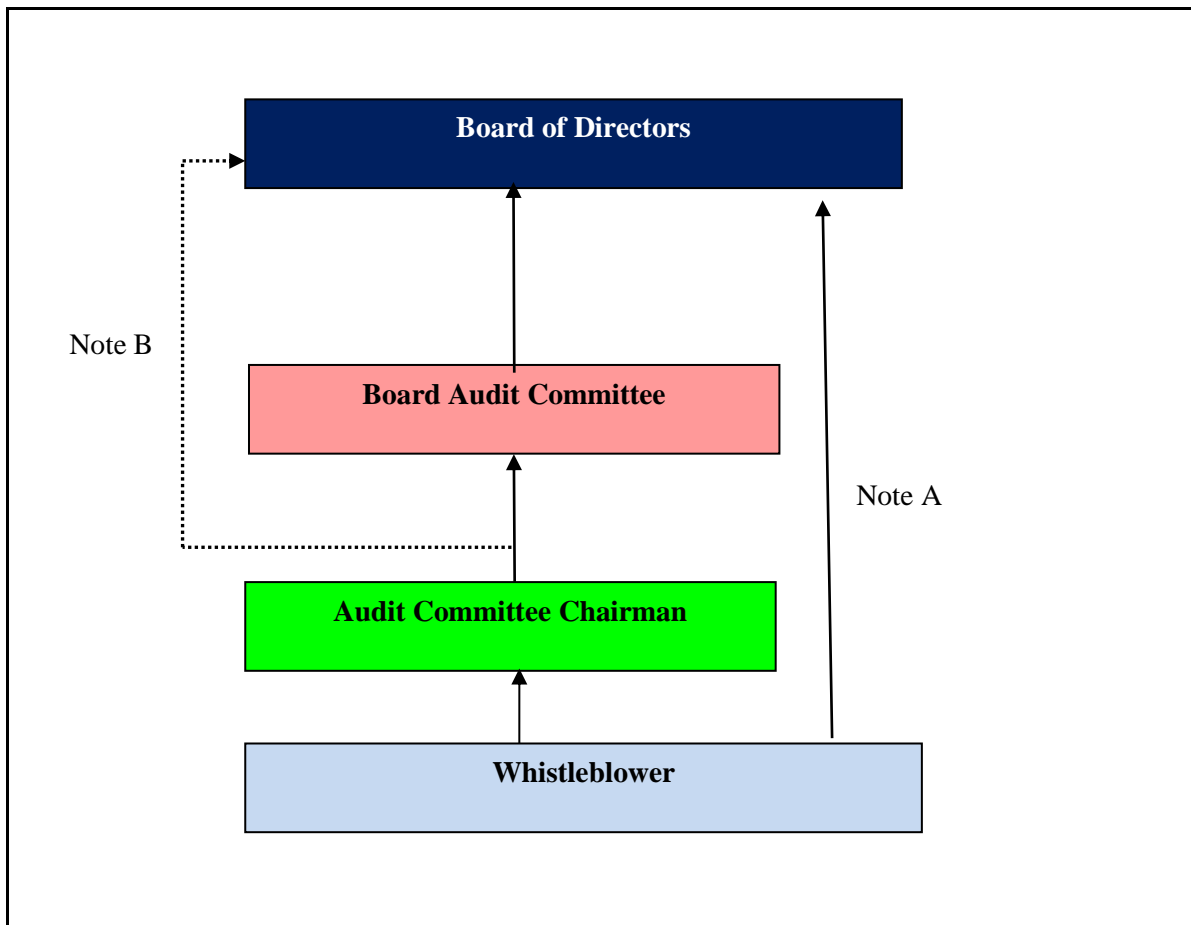 Board of Directors
Note B
Board Audit Committee
Note A
Audit Committee Chairman
Whistleblower